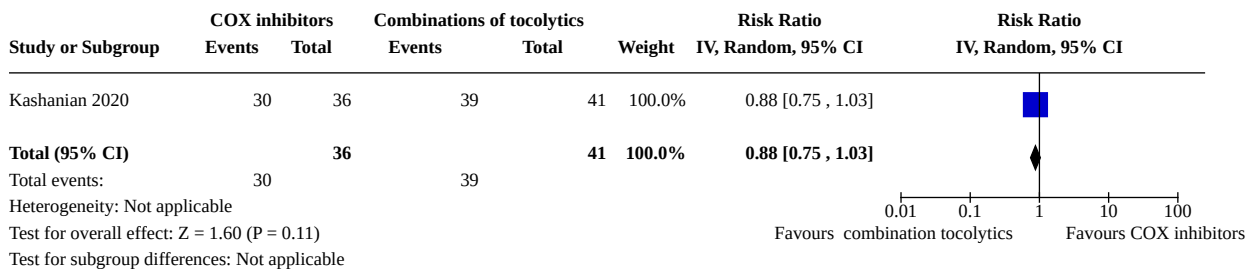 COX inhibitors Combinations of tocolytics Risk Ratio Risk Ratio
Study or Subgroup Events Total Events Total Weight IV, Random, 95% CI IV, Random, 95% CI
Kashanian 2020 30 36 39 41 100.0% 0.88 [0.75 , 1.03]
Total (95% CI) 36 41 100.0% 0.88 [0.75 , 1.03]
Total events: 30 39
Heterogeneity: Not applicable 0.01 0.1 1 10 100
Test for overall effect: Z = 1.60 (P = 0.11) Favours combination tocolytics Favours COX inhibitors
Test for subgroup differences: Not applicable